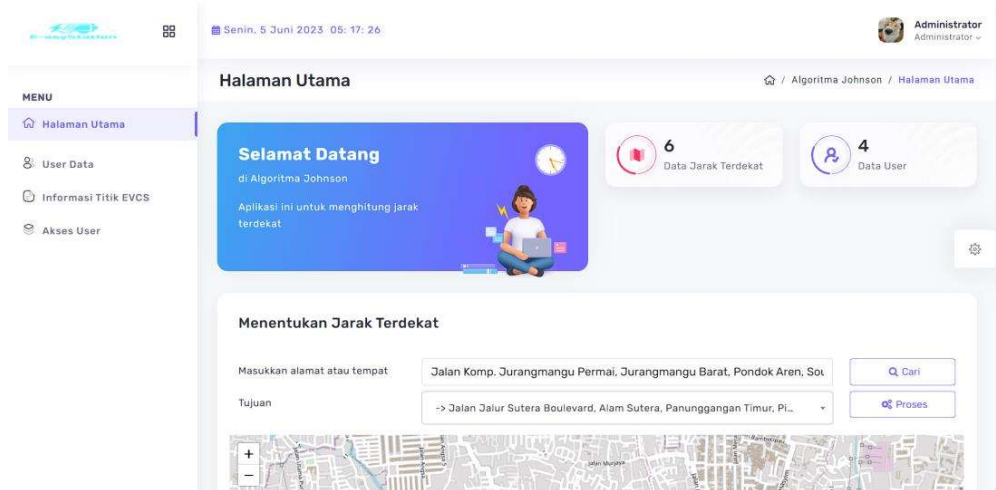 E-asyStation
Senin, 5 Juni 2023 05: 17: 26
Administrator
Administrator
Halaman Utama
/ Algoritma Johnson / Halaman Utama
MENU
Halaman Utama
User Data
Informasi Titik EVCS
Akses User
Selamat Datang
di Algoritma Johnson
Aplikasi ini untuk menghitung jarak
terdekat
6
Data Jarak Terdekat
4
Data User
Menentukan Jarak Terdekat
Masukkan alamat atau tempat
Jalan Komp. Jurangmangu Permai, Jurangmangu Barat, Pondok Aren, Sou
Cari
Tujuan
-> Jalan Jalur Sutera Boulevard, Alam Sutera, Panunggangan Timur, Pi...
Proses
+
−